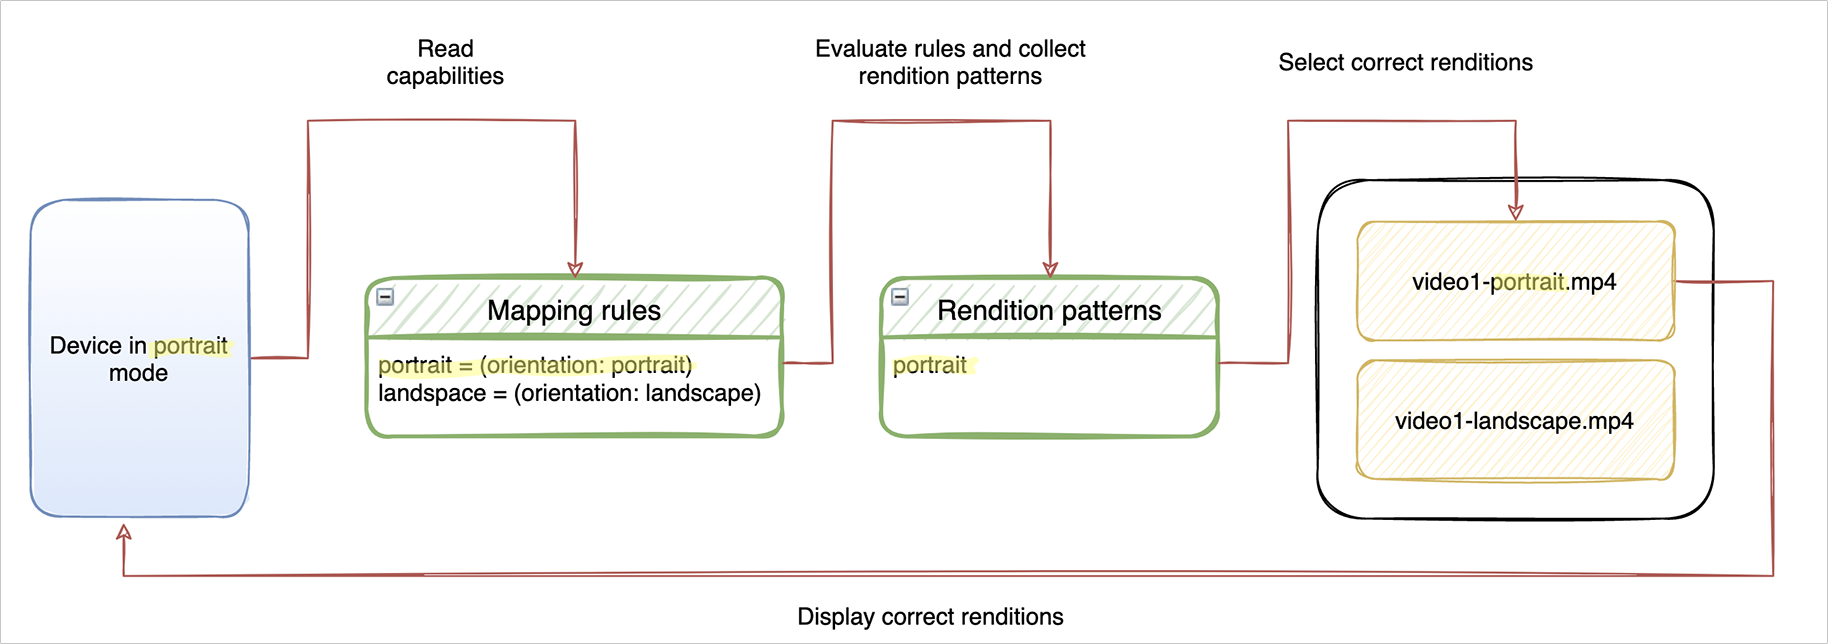 Read
capabilities
Evaluate rules and collect
rendition patterns
Select correct renditions
Device in portrait
mode
Mapping rules
portrait = (orientation: portrait)
landspace = (orientation: landscape)
Rendition patterns
portrait
video1-portrait.mp4
video1-landscape.mp4
Display correct renditions